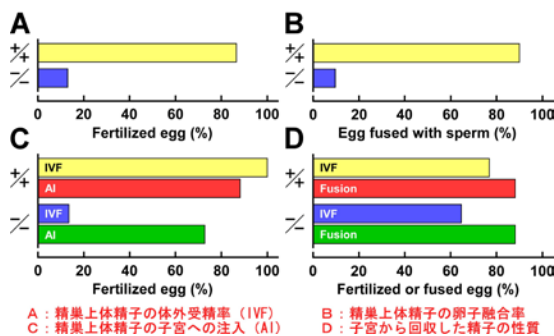 A
B
+/+
−/−
0 20 40 60 80 100
Fertilized egg (%)
+/+
−/−
0 20 40 60 80 100
Egg fused with sperm (%)
C
D
+/+
IVF
AI
−/−
IVF
AI
0 20 40 60 80 100
Fertilized egg (%)
+/+
IVF
Fusion
−/−
IVF
Fusion
0 20 40 60 80 100
Fertilized or fused egg (%)
A：精巣上体精子の体外受精率（IVF）
B：精巣上体精子の卵子融合率
C：精巣上体精子の子宮への注入（AI）
D：子宮から回収した精子の性質